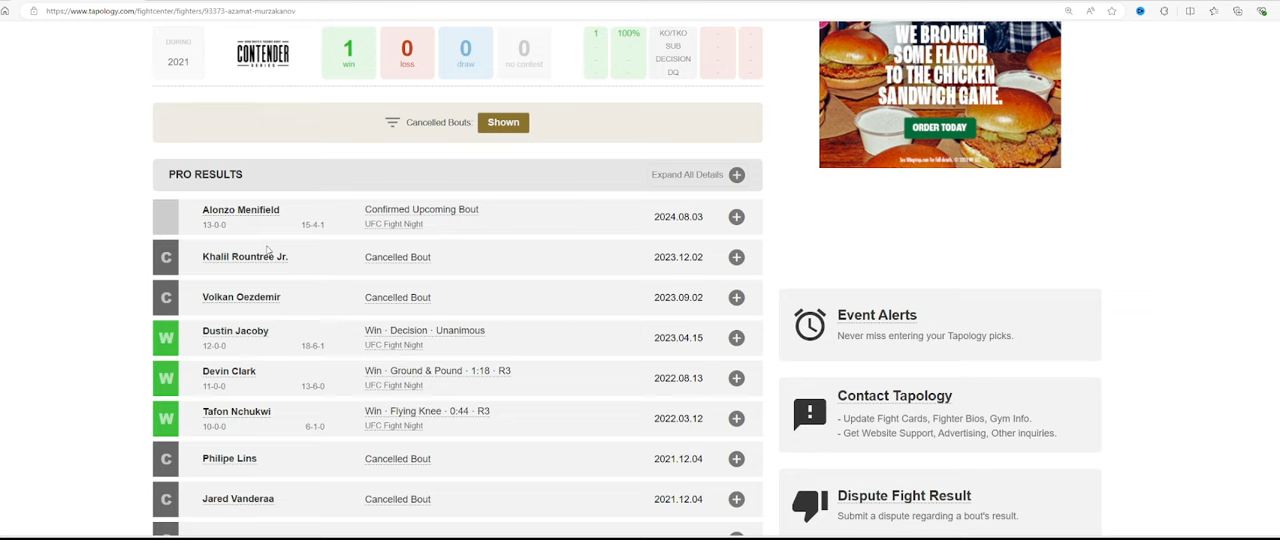 https://www.tapology.com/fightcenter/fighters/93373-azamat-murzakanov
DURING
2021
CONTENDER
SERIES
1
win
0
loss
0
draw
0
no contest
1
100%
KO/TKO
SUB
DECISION
DQ
Cancelled Bouts:
Shown
PRO RESULTS
Expand All Details
Alonzo Menifield
13-0-0
15-4-1
Confirmed Upcoming Bout
UFC Fight Night
2024.08.03
C
Khalil Rountree Jr.
Cancelled Bout
2023.12.02
C
Volkan Oezdemir
Cancelled Bout
2023.09.02
W
Dustin Jacoby
12-0-0
18-6-1
Win · Decision · Unanimous
UFC Fight Night
2023.04.15
W
Devin Clark
11-0-0
13-6-0
Win · Ground & Pound · 1:18 · R3
UFC Fight Night
2022.08.13
W
Tafon Nchukwi
10-0-0
6-1-0
Win · Flying Knee · 0:44 · R3
UFC Fight Night
2022.03.12
C
Philipe Lins
Cancelled Bout
2021.12.04
C
Jared Vanderaa
Cancelled Bout
2021.12.04
WE BROUGHT
SOME FLAVOR
TO THE CHICKEN
SANDWICH GAME.
ORDER TODAY
Event Alerts
Never miss entering your Tapology picks.
Contact Tapology
- Update Fight Cards, Fighter Bios, Gym Info.
- Get Website Support, Advertising, Other inquiries.
Dispute Fight Result
Submit a dispute regarding a bout's result.